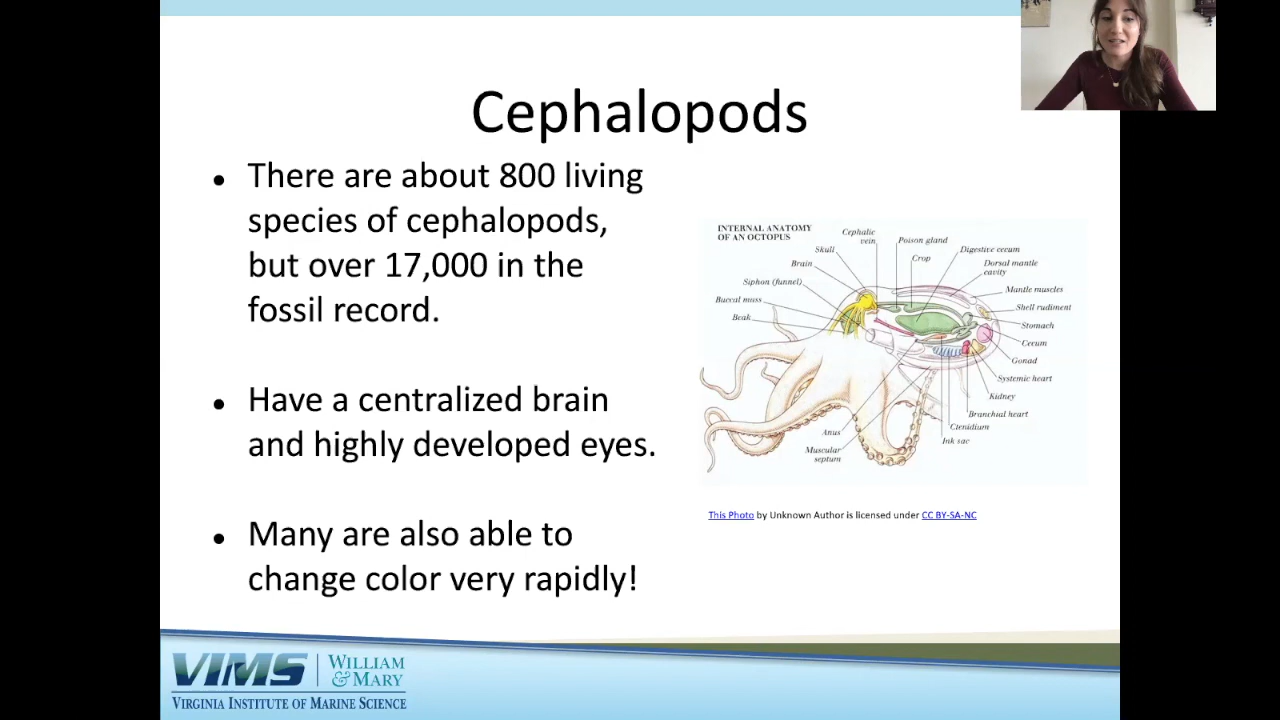 Cephalopods
● There are about 800 living
species of cephalopods,
but over 17,000 in the
fossil record.
● Have a centralized brain
and highly developed eyes.
● Many are also able to
change color very rapidly!
INTERNAL ANATOMY
OF AN OCTOPUS
Cephalic
vein
Skull
Brain
Siphon (funnel)
Buccal mass
Beak
Poison gland
Crop
Digestive cecum
Dorsal mantle
cavity
Mantle muscles
Shell rudiment
Stomach
Cecum
Gonad
Systemic heart
Kidney
Branchial heart
Ctenidium
Ink sac
Anus
Muscular
septum
This Photo by Unknown Author is licensed under CC BY-SA-NC
VIMS
WILLIAM
& MARY
VIRGINIA INSTITUTE OF MARINE SCIENCE